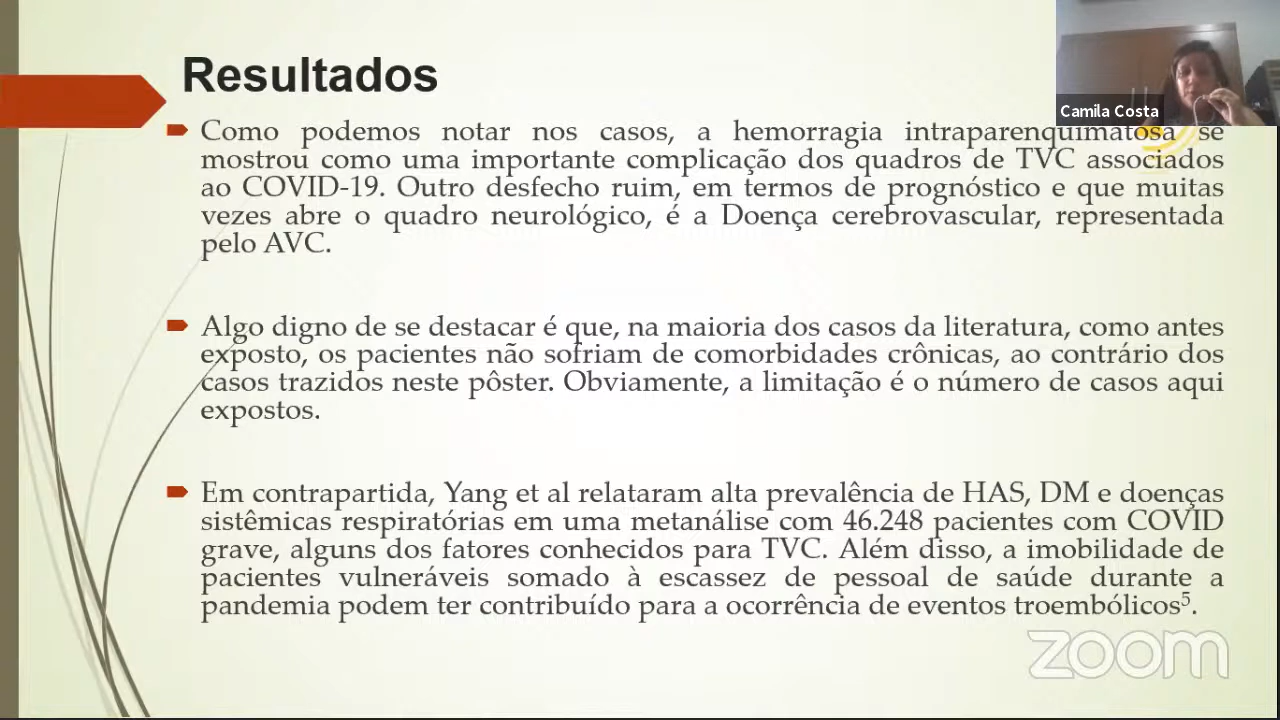 Resultados
Camila Costa
Como podemos notar nos casos, a hemorragia intraparenquimatosa se
mostrou como uma importante complicação dos quadros de TVC associados
ao COVID-19. Outro desfecho ruim, em termos de prognóstico e que muitas
vezes abre o quadro neurológico, é a Doença cerebrovascular, representada
pelo AVC.
Algo digno de se destacar é que, na maioria dos casos da literatura, como antes
exposto, os pacientes não sofriam de comorbidades crônicas, ao contrário dos
casos trazidos neste pôster. Obviamente, a limitação é o número de casos aqui
expostos.
Em contrapartida, Yang et al relataram alta prevalência de HAS, DM e doenças
sistêmicas respiratórias em uma metanálise com 46.248 pacientes com COVID
grave, alguns dos fatores conhecidos para TVC. Além disso, a imobilidade de
pacientes vulneráveis somado à escassez de pessoal de saúde durante a
pandemia podem ter contribuído para a ocorrência de eventos troembólicos⁵.
zoom